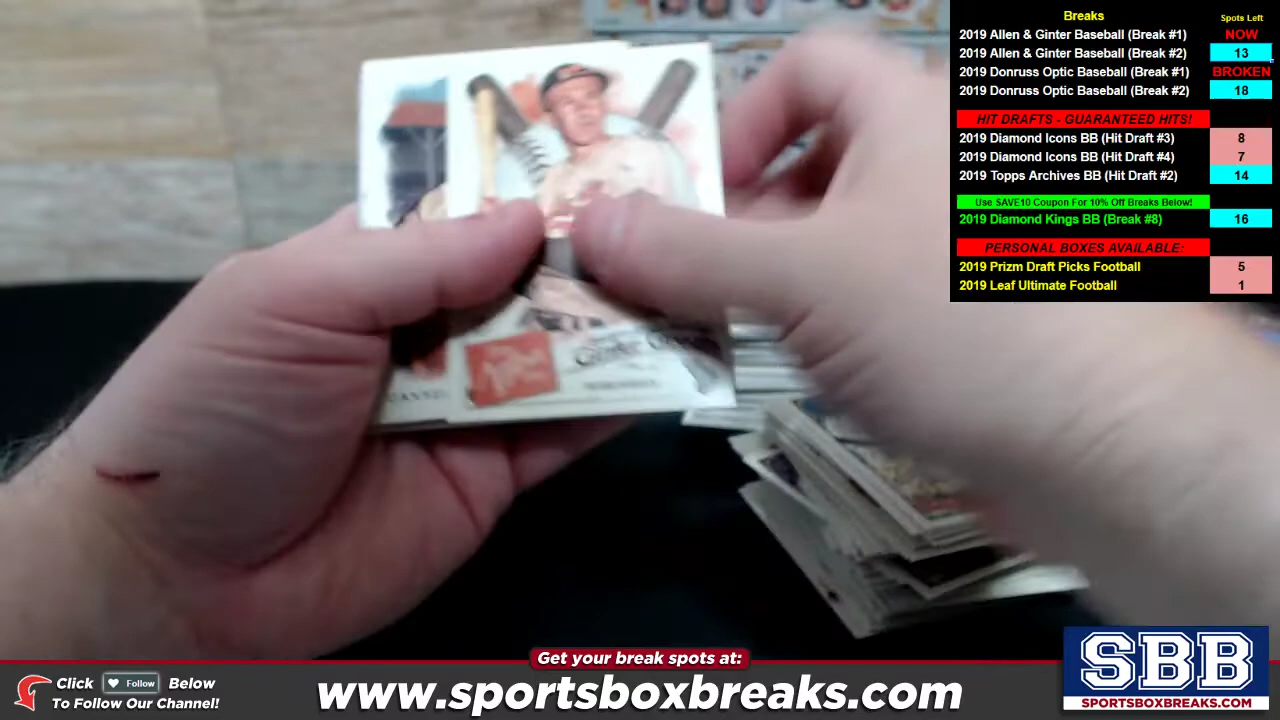 Breaks Spots Left
2019 Allen & Ginter Baseball (Break #1) NOW
2019 Allen & Ginter Baseball (Break #2) 13
2019 Donruss Optic Baseball (Break #1) BROKEN
2019 Donruss Optic Baseball (Break #2) 18
HIT DRAFTS - GUARANTEED HITS!
2019 Diamond Icons BB (Hit Draft #3) 8
2019 Diamond Icons BB (Hit Draft #4) 7
2019 Topps Archives BB (Hit Draft #2) 14
Use SAVE10 Coupon For 10% Off Breaks Below!
2019 Diamond Kings BB (Break #8) 16
PERSONAL BOXES AVAILABLE:
2019 Prizm Draft Picks Football 5
2019 Leaf Ultimate Football 1
Get your break spots at:
www.sportsboxbreaks.com
Click Follow Below
To Follow Our Channel!
SBB
SPORTSBOXBREAKS.COM